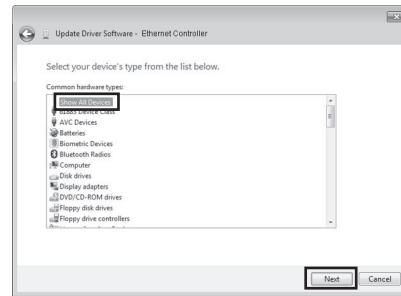 Update Driver Software - Ethernet Controller
Select your device's type from the list below.
Common hardware types:
Show All Devices
61883 Device Class
AVC Devices
Batteries
Biometric Devices
Bluetooth Radios
Computer
Disk drives
Display adapters
DVD/CD-ROM drives
Floppy disk drives
Floppy drive controllers
Next
Cancel